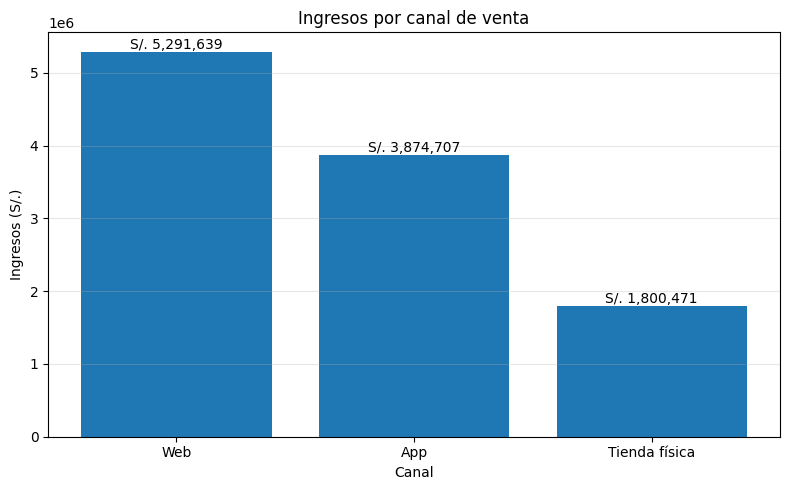 Ingresos por canal de venta
1e6
S/. 5,291,639
S/. 3,874,707
S/. 1,800,471
5
4
3
2
1
0
Ingresos (S/.)
Web
App
Tienda física
Canal